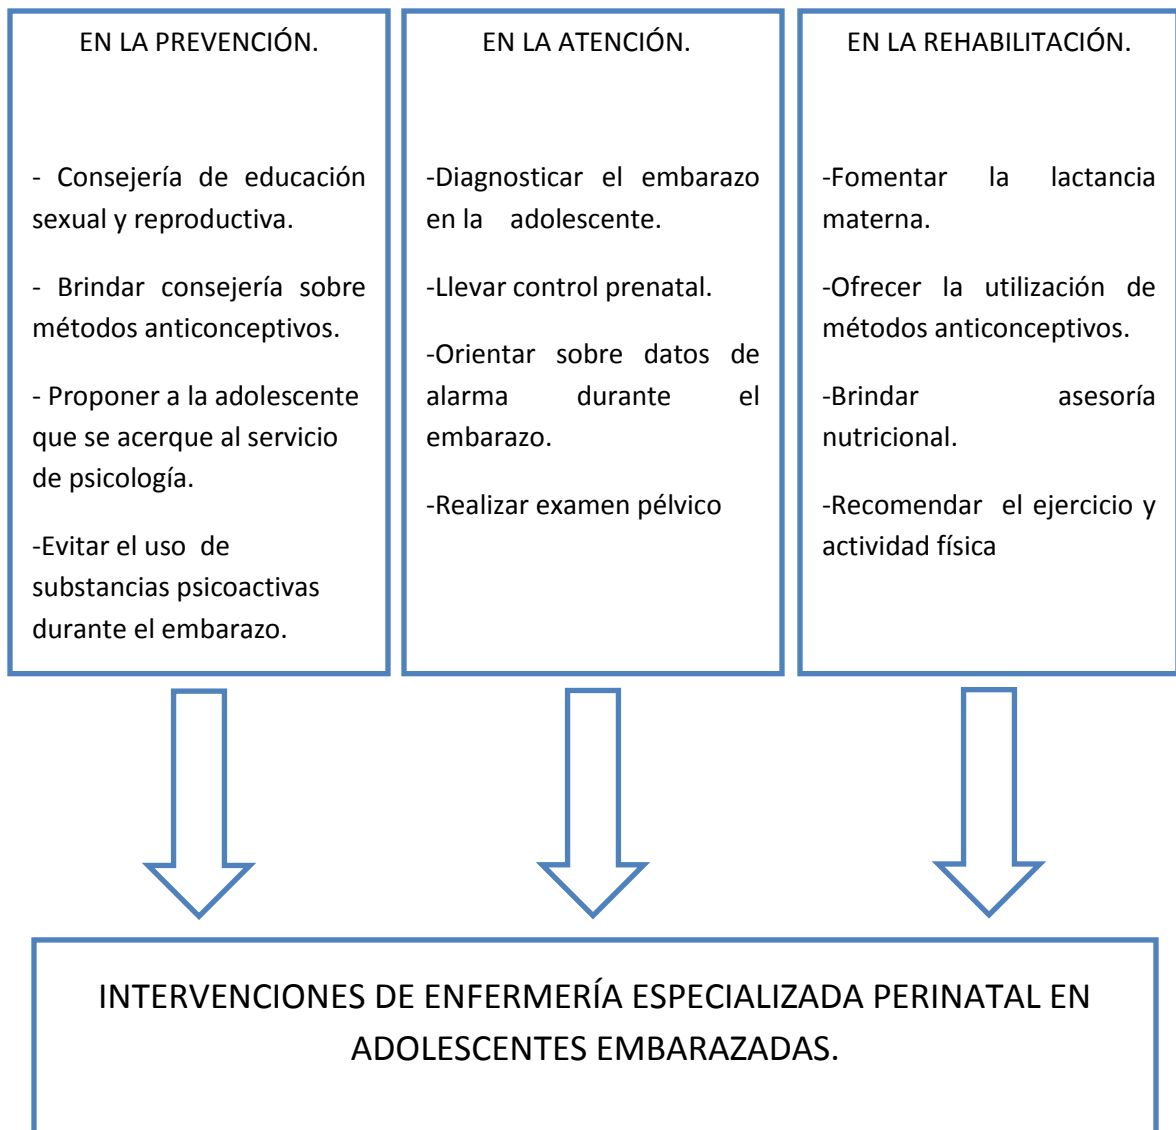 EN LA PREVENCIÓN.
- Consejería de educación
sexual y reproductiva.
- Brindar consejería sobre
métodos anticonceptivos.
- Proponer a la adolescente
que se acerque al servicio
de psicología.
-Evitar el uso de
substancias psicoactivas
durante el embarazo.
EN LA ATENCIÓN.
-Diagnosticar el embarazo
en la adolescente.
-Llevar control prenatal.
-Orientar sobre datos de
alarma durante el
embarazo.
-Realizar examen pélvico
EN LA REHABILITACIÓN.
-Fomentar la lactancia
materna.
-Ofrecer la utilización de
métodos anticonceptivos.
-Brindar asesoría
nutricional.
-Recomendar el ejercicio y
actividad física
INTERVENCIONES DE ENFERMERÍA ESPECIALIZADA PERINATAL EN
ADOLESCENTES EMBARAZADAS.